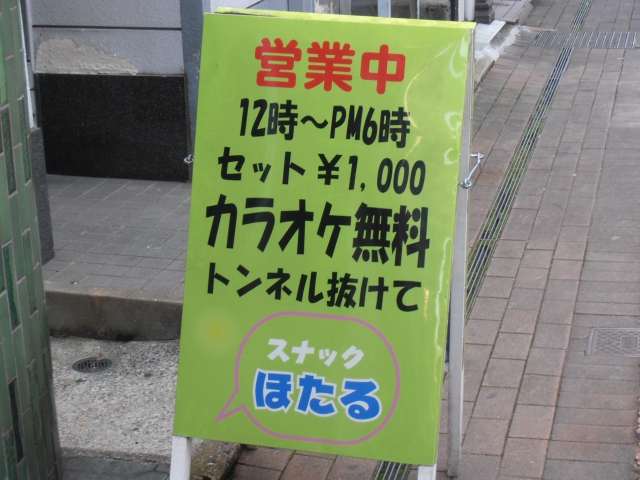 営業中
12時～PM6時
セット￥1,000
カラオケ無料
トンネル抜けて
スナック
ほたる